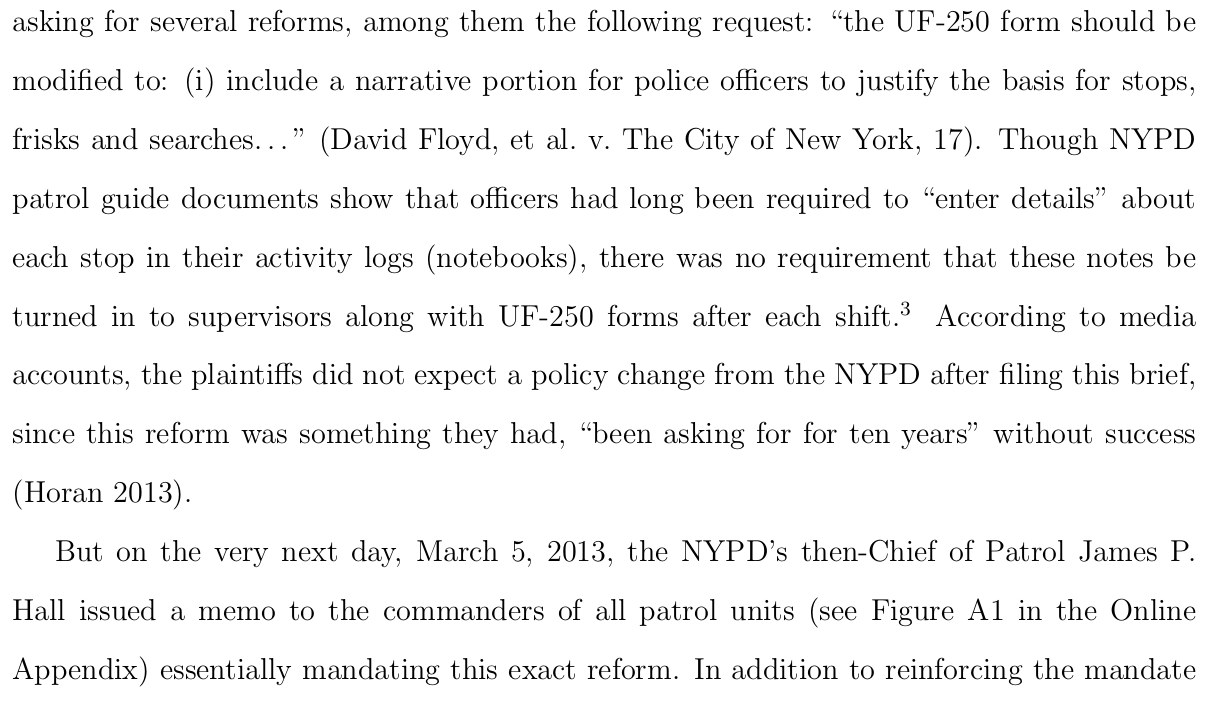 asking for several reforms, among them the following request: “the UF-250 form should be
modified to: (i) include a narrative portion for police officers to justify the basis for stops,
frisks and searches. . . ” (David Floyd, et al. v. The City of New York, 17). Though NYPD
patrol guide documents show that officers had long been required to “enter details” about
each stop in their activity logs (notebooks), there was no requirement that these notes be
turned in to supervisors along with UF-250 forms after each shift.³ According to media
accounts, the plaintiffs did not expect a policy change from the NYPD after filing this brief,
since this reform was something they had, “been asking for for ten years” without success
(Horan 2013).
But on the very next day, March 5, 2013, the NYPD’s then-Chief of Patrol James P.
Hall issued a memo to the commanders of all patrol units (see Figure A1 in the Online
Appendix) essentially mandating this exact reform. In addition to reinforcing the mandate